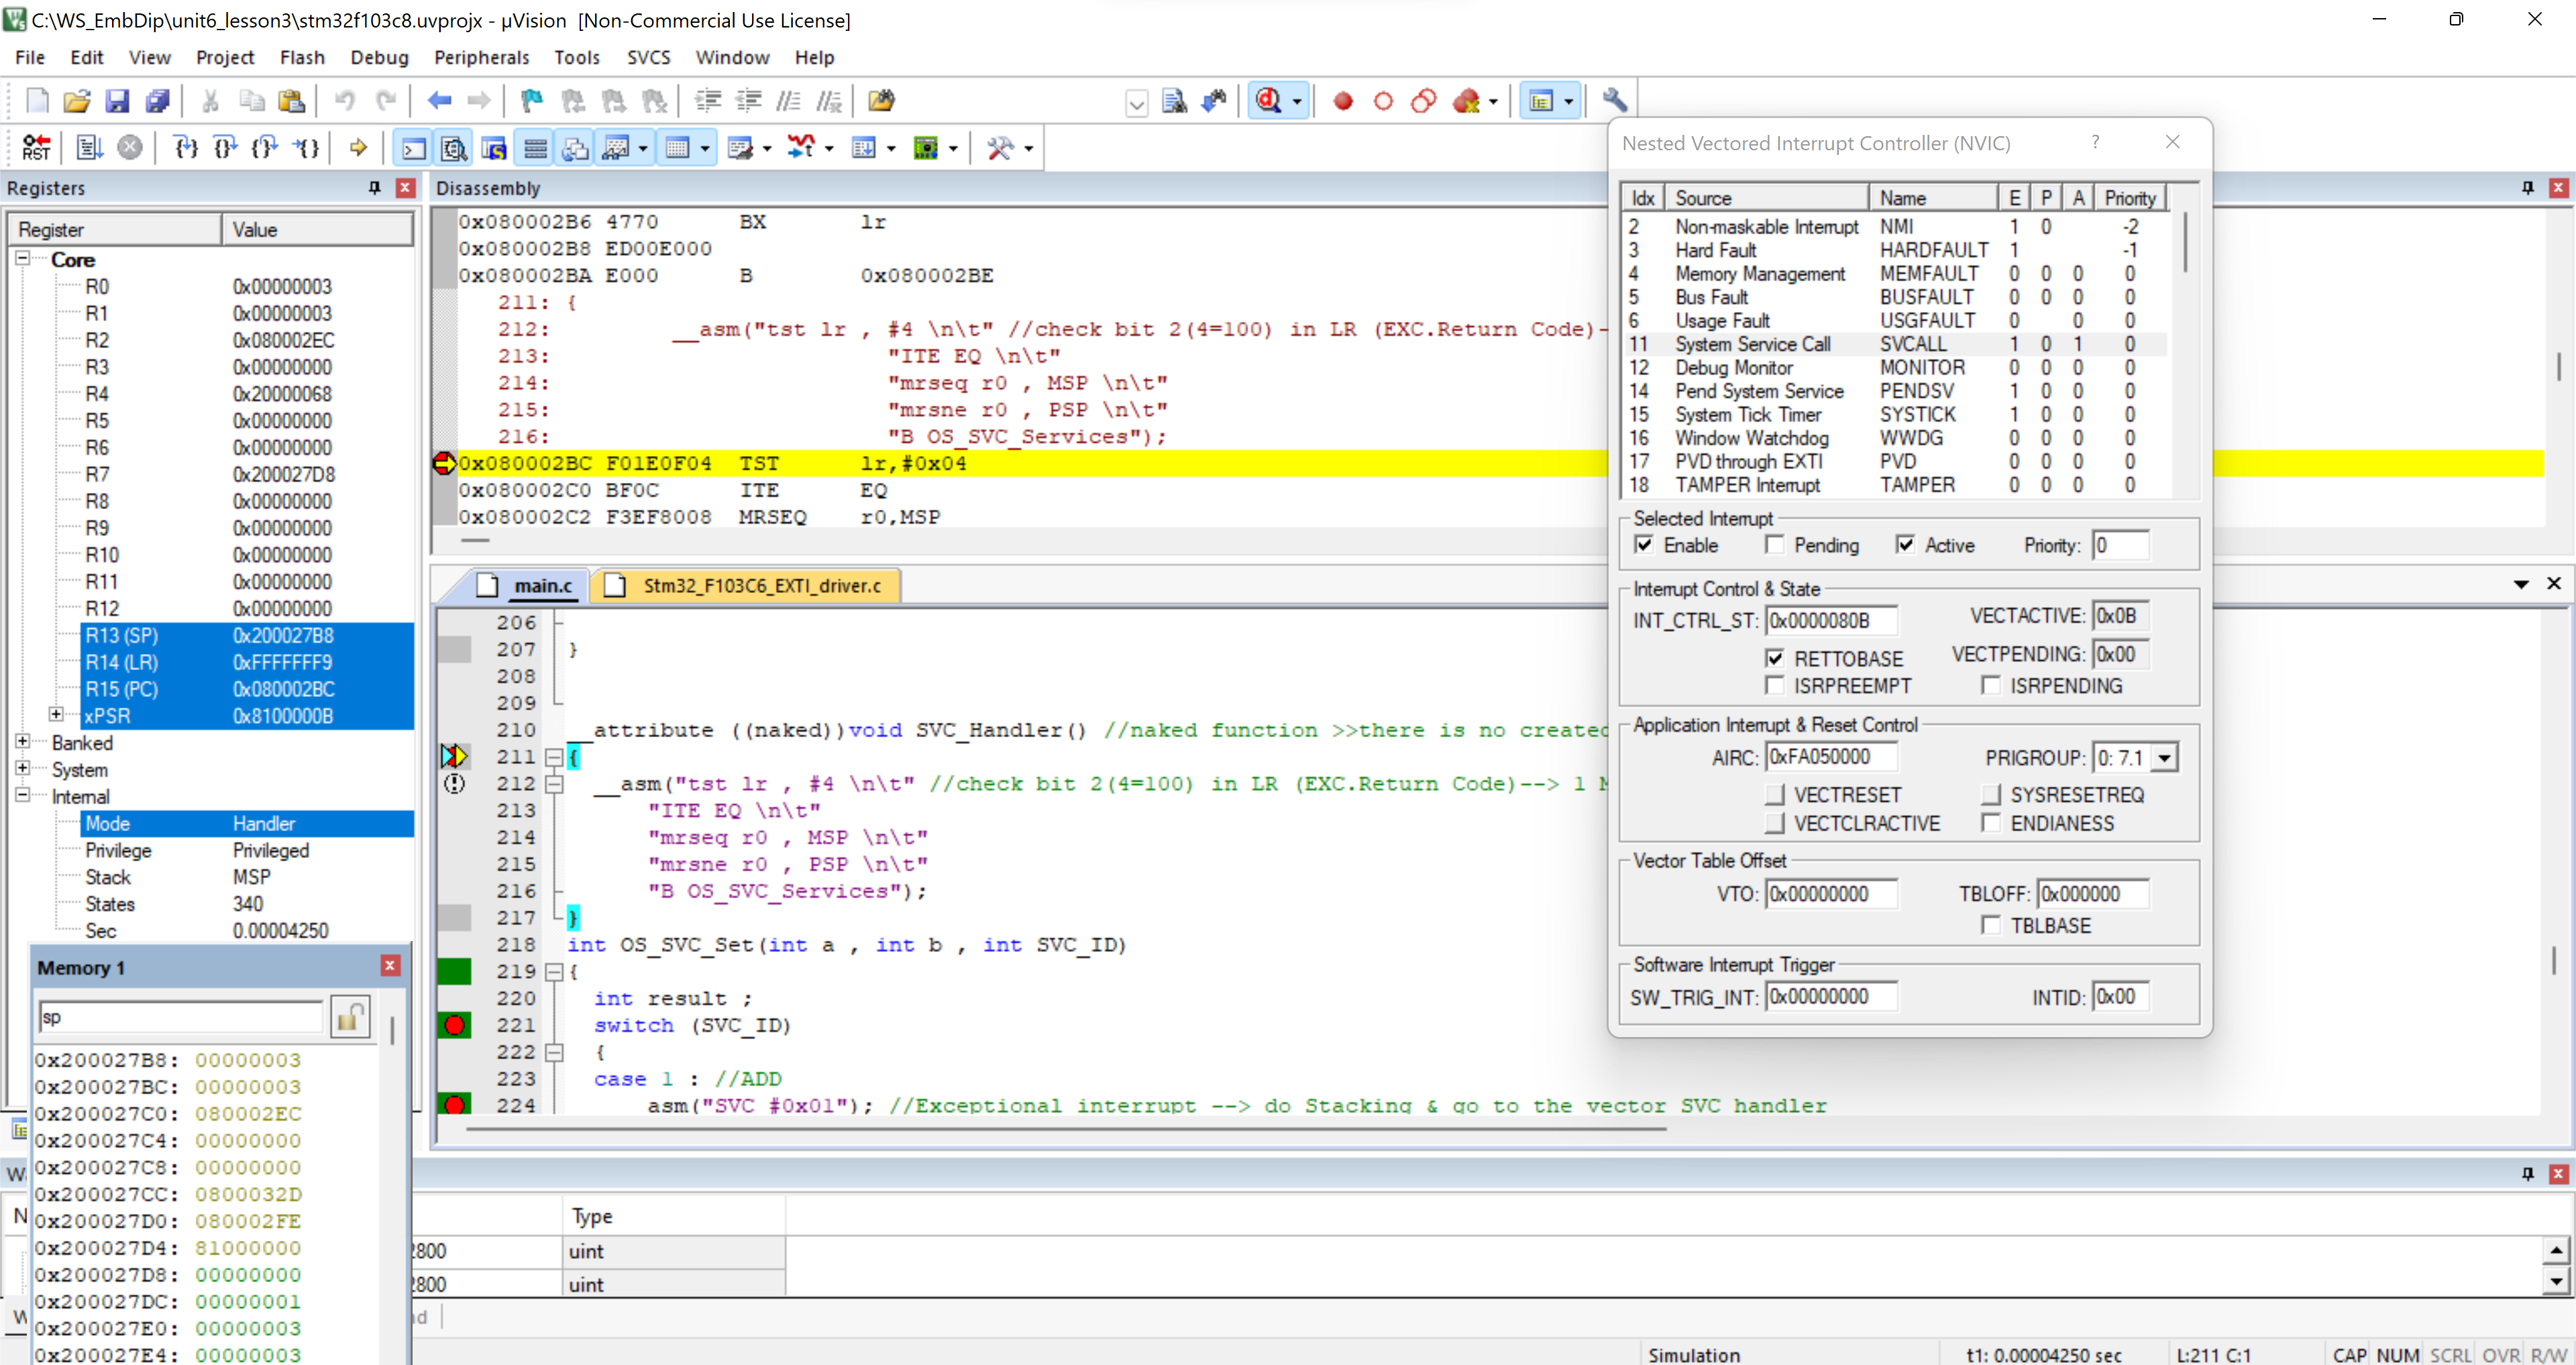 C:\WS_EmbDip\unit6_lesson3\stm32f103c8.uvprojx - µVision [Non-Commercial Use License]
File Edit View Project Flash Debug Peripherals Tools SVCS Window Help
RST
Registers
Register Value
Core
R0 0x00000003
R1 0x00000003
R2 0x080002EC
R3 0x00000000
R4 0x20000068
R5 0x00000000
R6 0x00000000
R7 0x200027D8
R8 0x00000000
R9 0x00000000
R10 0x00000000
R11 0x00000000
R12 0x00000000
R13 (SP) 0x200027B8
R14 (LR) 0xFFFFFFF9
R15 (PC) 0x080002BC
xPSR 0x8100000B
Banked
System
Internal
Mode Handler
Privilege Privileged
Stack MSP
States 340
Sec 0.00004250
Memory 1
sp
0x200027B8: 00000003
0x200027BC: 00000003
0x200027C0: 080002EC
0x200027C4: 00000000
0x200027C8: 00000000
0x200027CC: 0800032D
0x200027D0: 080002FE
0x200027D4: 81000000
0x200027D8: 00000000
0x200027DC: 00000001
0x200027E0: 00000003
0x200027E4: 00000003
Disassembly
0x080002B6 4770 BX lr
0x080002B8 ED00E000
0x080002BA E000 B 0x080002BE
211: {
212: __asm("tst lr , #4 \n\t" //check bit 2(4=100) in LR (EXC.Return Code)-
213: "ITE EQ \n\t"
214: "mrseq r0 , MSP \n\t"
215: "mrsne r0 , PSP \n\t"
216: "B OS_SVC_Services");
0x080002BC F01E0F04 TST lr,#0x04
0x080002C0 BF0C ITE EQ
0x080002C2 F3EF8008 MRSEQ r0,MSP
main.c Stm32_F103C6_EXTI_driver.c
206
207 }
208
209
210 __attribute ((naked))void SVC_Handler() //naked function >>there is no created
211 {
212 __asm("tst lr , #4 \n\t" //check bit 2(4=100) in LR (EXC.Return Code)--> 1 M
213 "ITE EQ \n\t"
214 "mrseq r0 , MSP \n\t"
215 "mrsne r0 , PSP \n\t"
216 "B OS_SVC_Services");
217 }
218 int OS_SVC_Set(int a , int b , int SVC_ID)
219 {
220 int result ;
221 switch (SVC_ID)
222 {
223 case 1 : //ADD
224 asm("SVC #0x01"); //Exceptional interrupt --> do Stacking & go to the vector SVC handler
Type
2800 uint
2800 uint
Nested Vectored Interrupt Controller (NVIC) ?
Idx Source Name E P A Priority
2 Non-maskable Interrupt NMI 1 0 -2
3 Hard Fault HARDFAULT 1 -1
4 Memory Management MEMFAULT 0 0 0 0
5 Bus Fault BUSFAULT 0 0 0 0
6 Usage Fault USGFAULT 0 0 0
11 System Service Call SVCALL 1 0 1 0
12 Debug Monitor MONITOR 0 0 0 0
14 Pend System Service PENDSV 1 0 0 0
15 System Tick Timer SYSTICK 1 0 0 0
16 Window Watchdog WWDG 0 0 0 0
17 PVD through EXTI PVD 0 0 0 0
18 TAMPER Interrupt TAMPER 0 0 0 0
Selected Interrupt
Enable Pending Active Priority: 0
Interrupt Control & State
INT_CTRL_ST: 0x0000080B VECTACTIVE: 0x0B
RETTOBASE VECTPENDING: 0x00
ISRPREEMPT ISRPENDING
Application Interrupt & Reset Control
AIRC: 0xFA050000 PRIGROUP: 0: 7.1
VECTRESET SYSRESETREQ
VECTCLRACTIVE ENDIANESS
Vector Table Offset
VTO: 0x00000000 TBLOFF: 0x000000
TBLBASE
Software Interrupt Trigger
SW_TRIG_INT: 0x00000000 INTID: 0x00
Simulation t1: 0.00004250 sec L:211 C:1 CAP NUM SCRL OVR R/W